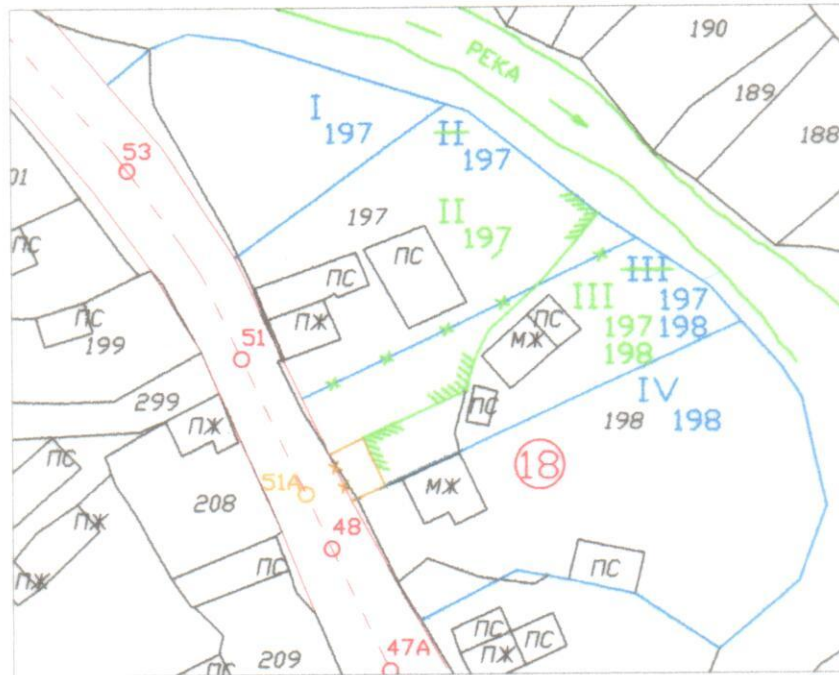 190
РЕКА
189
188
I
197
II
197
53
197
II
197
01
ПС
ПС
ПС
III
197
198
III
197
198
ПС
199
ПЖ
51
ПС
МЖ
299
ПС
IV
198
198
ПЖ
ПС
18
51А
МЖ
208
ПЖ
48
ПС
ПЖ
ПС
ПС
ПС
ПЖ
209
ПС
47А